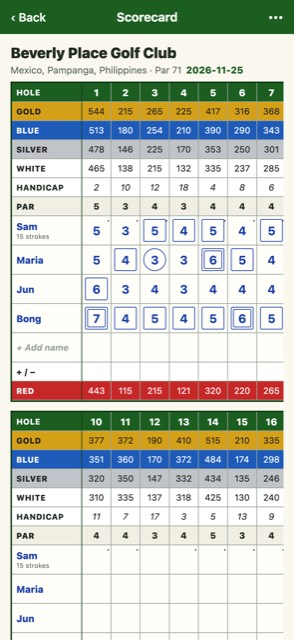 ‹ Back Scorecard •••
Beverly Place Golf Club
Mexico, Pampanga, Philippines · Par 71 2026-11-25
HOLE 1 2 3 4 5 6 7
GOLD 544 215 265 225 417 316 368
BLUE 513 180 254 210 390 290 343
SILVER 478 146 225 170 353 250 301
WHITE 465 138 215 132 335 237 285
HANDICAP 2 10 12 18 4 8 6
PAR 5 3 4 3 4 4 4
Sam 5 3 5 4 5 4 5
15 strokes
Maria 5 4 3 3 6 5 4
Jun 6 3 4 3 4 4 4
Bong 7 4 5 4 5 6 5
+ Add name
+ / −
RED 443 115 215 121 320 220 265
HOLE 10 11 12 13 14 15 16
GOLD 377 372 190 410 515 210 335
BLUE 351 360 170 372 484 174 298
SILVER 320 350 147 332 434 135 246
WHITE 310 335 137 318 425 130 240
HANDICAP 11 7 17 3 5 13 9
PAR 4 4 3 4 5 3 4
Sam
15 strokes
Maria
Jun